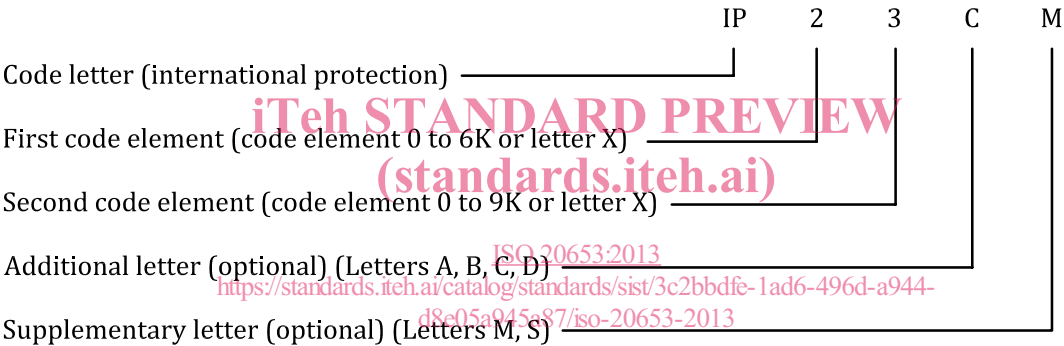 IP 2 3 C M
Code letter (international protection)
iTeh STANDARD PREVIEW
First code element (code element 0 to 6K or letter X)
(standards.iteh.ai)
Second code element (code element 0 to 9K or letter X)
ISO 20653:2013
Additional letter (optional) (Letters A, B, C, D)
https://standards.iteh.ai/catalog/standards/sist/3c2bbdfe-1ad6-496d-a944-
d8e05a945a87/iso-20653-2013
Supplementary letter (optional) (Letters M, S)